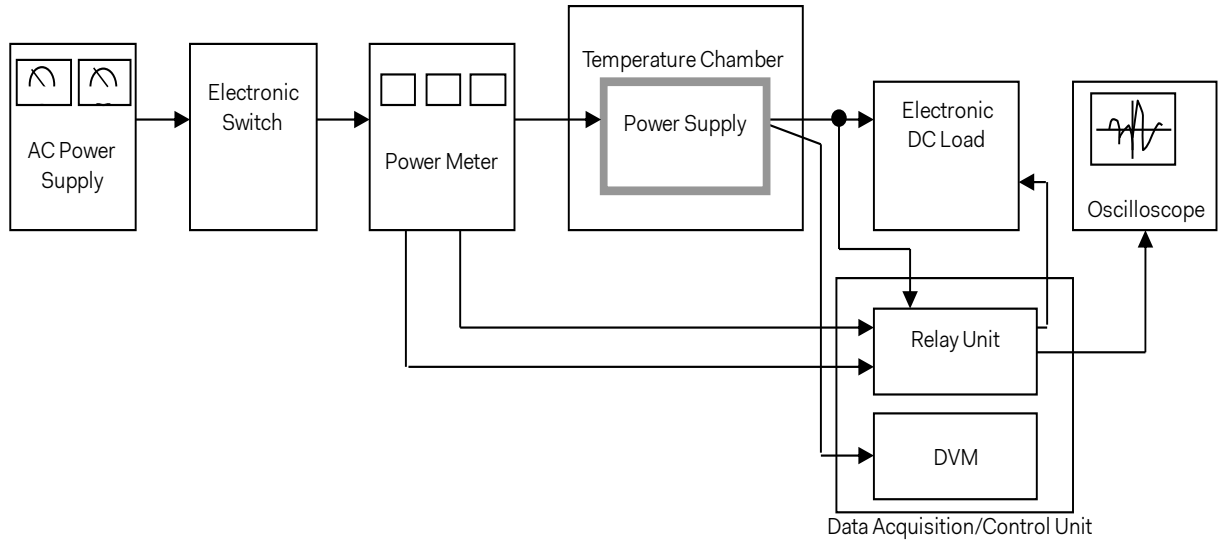 AC Power
Supply
Electronic
Switch
Power Meter
Temperature Chamber
Power Supply
Electronic
DC Load
Oscilloscope
Relay Unit
DVM
Data Acquisition/Control Unit